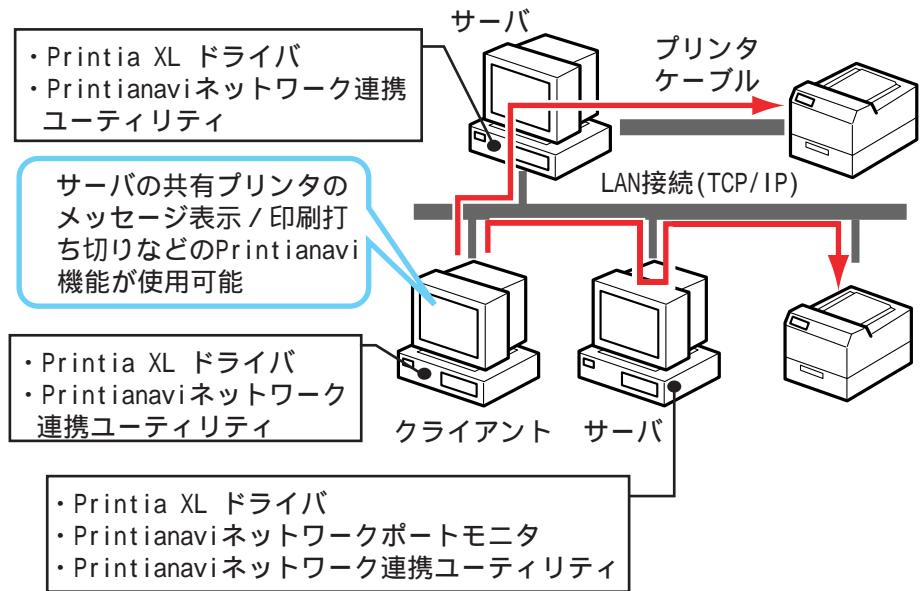 サーバ
・Printia XL ドライバ
・Printianaviネットワーク連携
ユーティリティ
プリンタ
ケーブル
サーバの共有プリンタの
メッセージ表示／印刷打
ち切りなどのPrintianavi
機能が使用可能
LAN接続(TCP/IP)
・Printia XL ドライバ
・Printianaviネットワーク
連携ユーティリティ
クライアント
サーバ
・Printia XL ドライバ
・Printianaviネットワークポートモニタ
・Printianaviネットワーク連携ユーティリティ